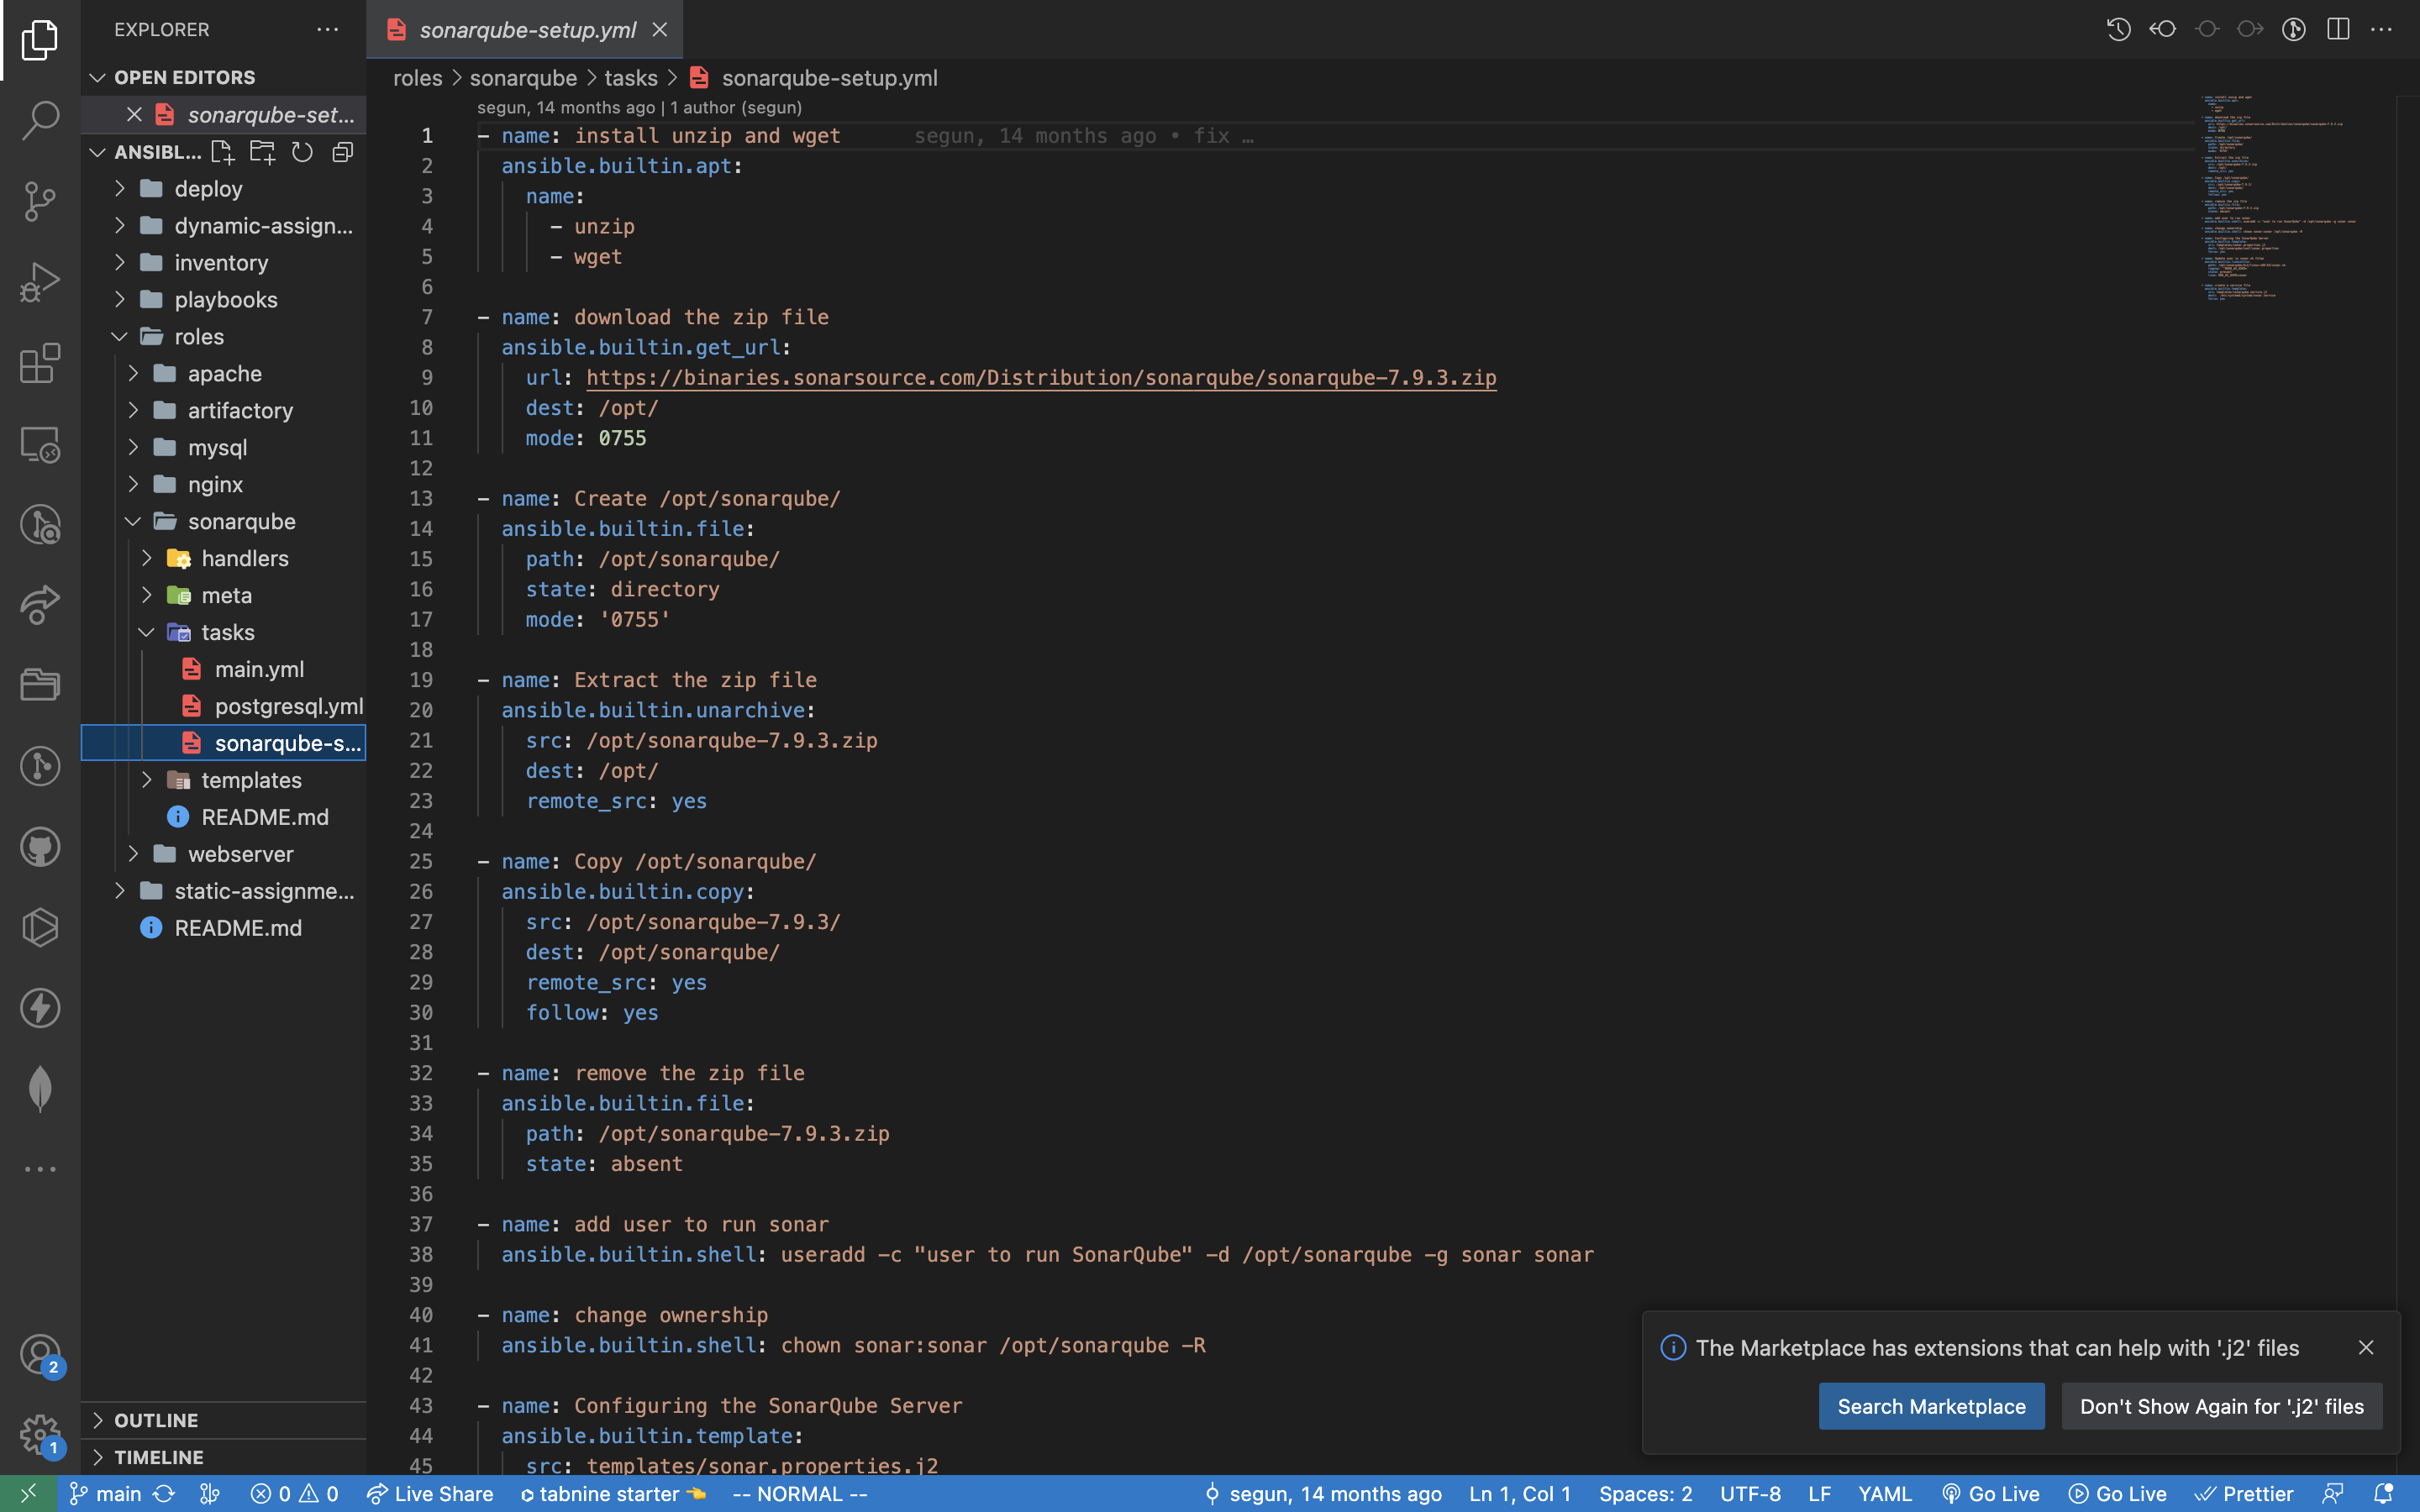 EXPLORER
OPEN EDITORS
sonarqube-set...
ANSIBL...
deploy
dynamic-assign...
inventory
playbooks
roles
apache
artifactory
mysql
nginx
sonarqube
handlers
meta
tasks
main.yml
postgresql.yml
sonarqube-s...
templates
README.md
webserver
static-assignme...
README.md
OUTLINE
TIMELINE
2
1
sonarqube-setup.yml
roles > sonarqube > tasks > sonarqube-setup.yml
segun, 14 months ago | 1 author (segun)
1 - name: install unzip and wget segun, 14 months ago • fix …
2 ansible.builtin.apt:
3 name:
4 - unzip
5 - wget
6
7 - name: download the zip file
8 ansible.builtin.get_url:
9 url: https://binaries.sonarsource.com/Distribution/sonarqube/sonarqube-7.9.3.zip
10 dest: /opt/
11 mode: 0755
12
13 - name: Create /opt/sonarqube/
14 ansible.builtin.file:
15 path: /opt/sonarqube/
16 state: directory
17 mode: '0755'
18
19 - name: Extract the zip file
20 ansible.builtin.unarchive:
21 src: /opt/sonarqube-7.9.3.zip
22 dest: /opt/
23 remote_src: yes
24
25 - name: Copy /opt/sonarqube/
26 ansible.builtin.copy:
27 src: /opt/sonarqube-7.9.3/
28 dest: /opt/sonarqube/
29 remote_src: yes
30 follow: yes
31
32 - name: remove the zip file
33 ansible.builtin.file:
34 path: /opt/sonarqube-7.9.3.zip
35 state: absent
36
37 - name: add user to run sonar
38 ansible.builtin.shell: useradd -c "user to run SonarQube" -d /opt/sonarqube -g sonar sonar
39
40 - name: change ownership
41 ansible.builtin.shell: chown sonar:sonar /opt/sonarqube -R
42
43 - name: Configuring the SonarQube Server
44 ansible.builtin.template:
45 src: templates/sonar.properties.j2
The Marketplace has extensions that can help with '.j2' files
Search Marketplace
Don't Show Again for '.j2' files
main 0 0 Live Share tabnine starter -- NORMAL -- segun, 14 months ago Ln 1, Col 1 Spaces: 2 UTF-8 LF YAML Go Live Go Live Prettier